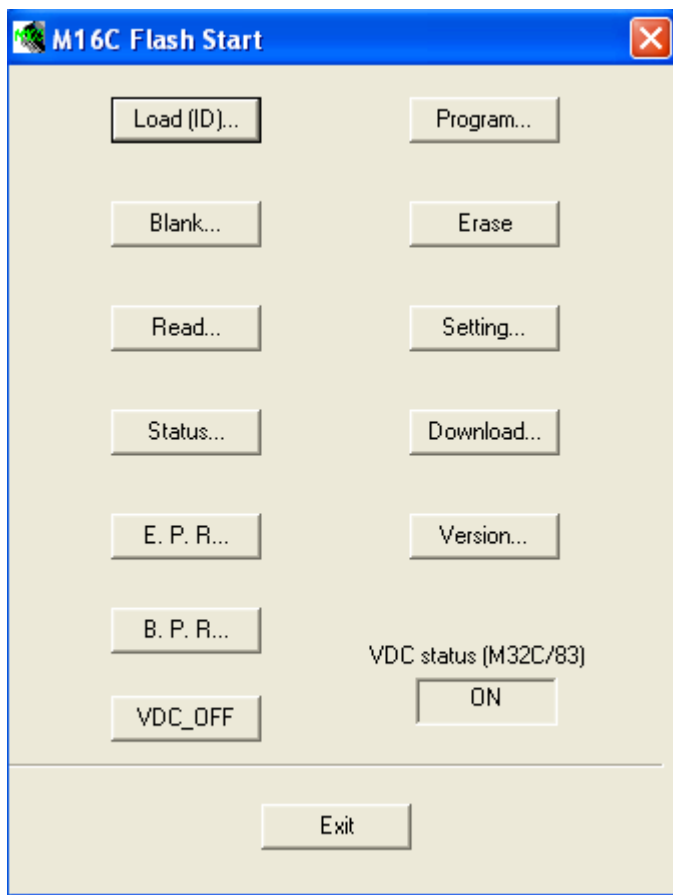 M16C Flash Start
Load (ID)...
Program...
Blank...
Erase
Read...
Setting...
Status...
Download...
E. P. R...
Version...
B. P. R...
VDC status (M32C/83)
ON
VDC_OFF
Exit